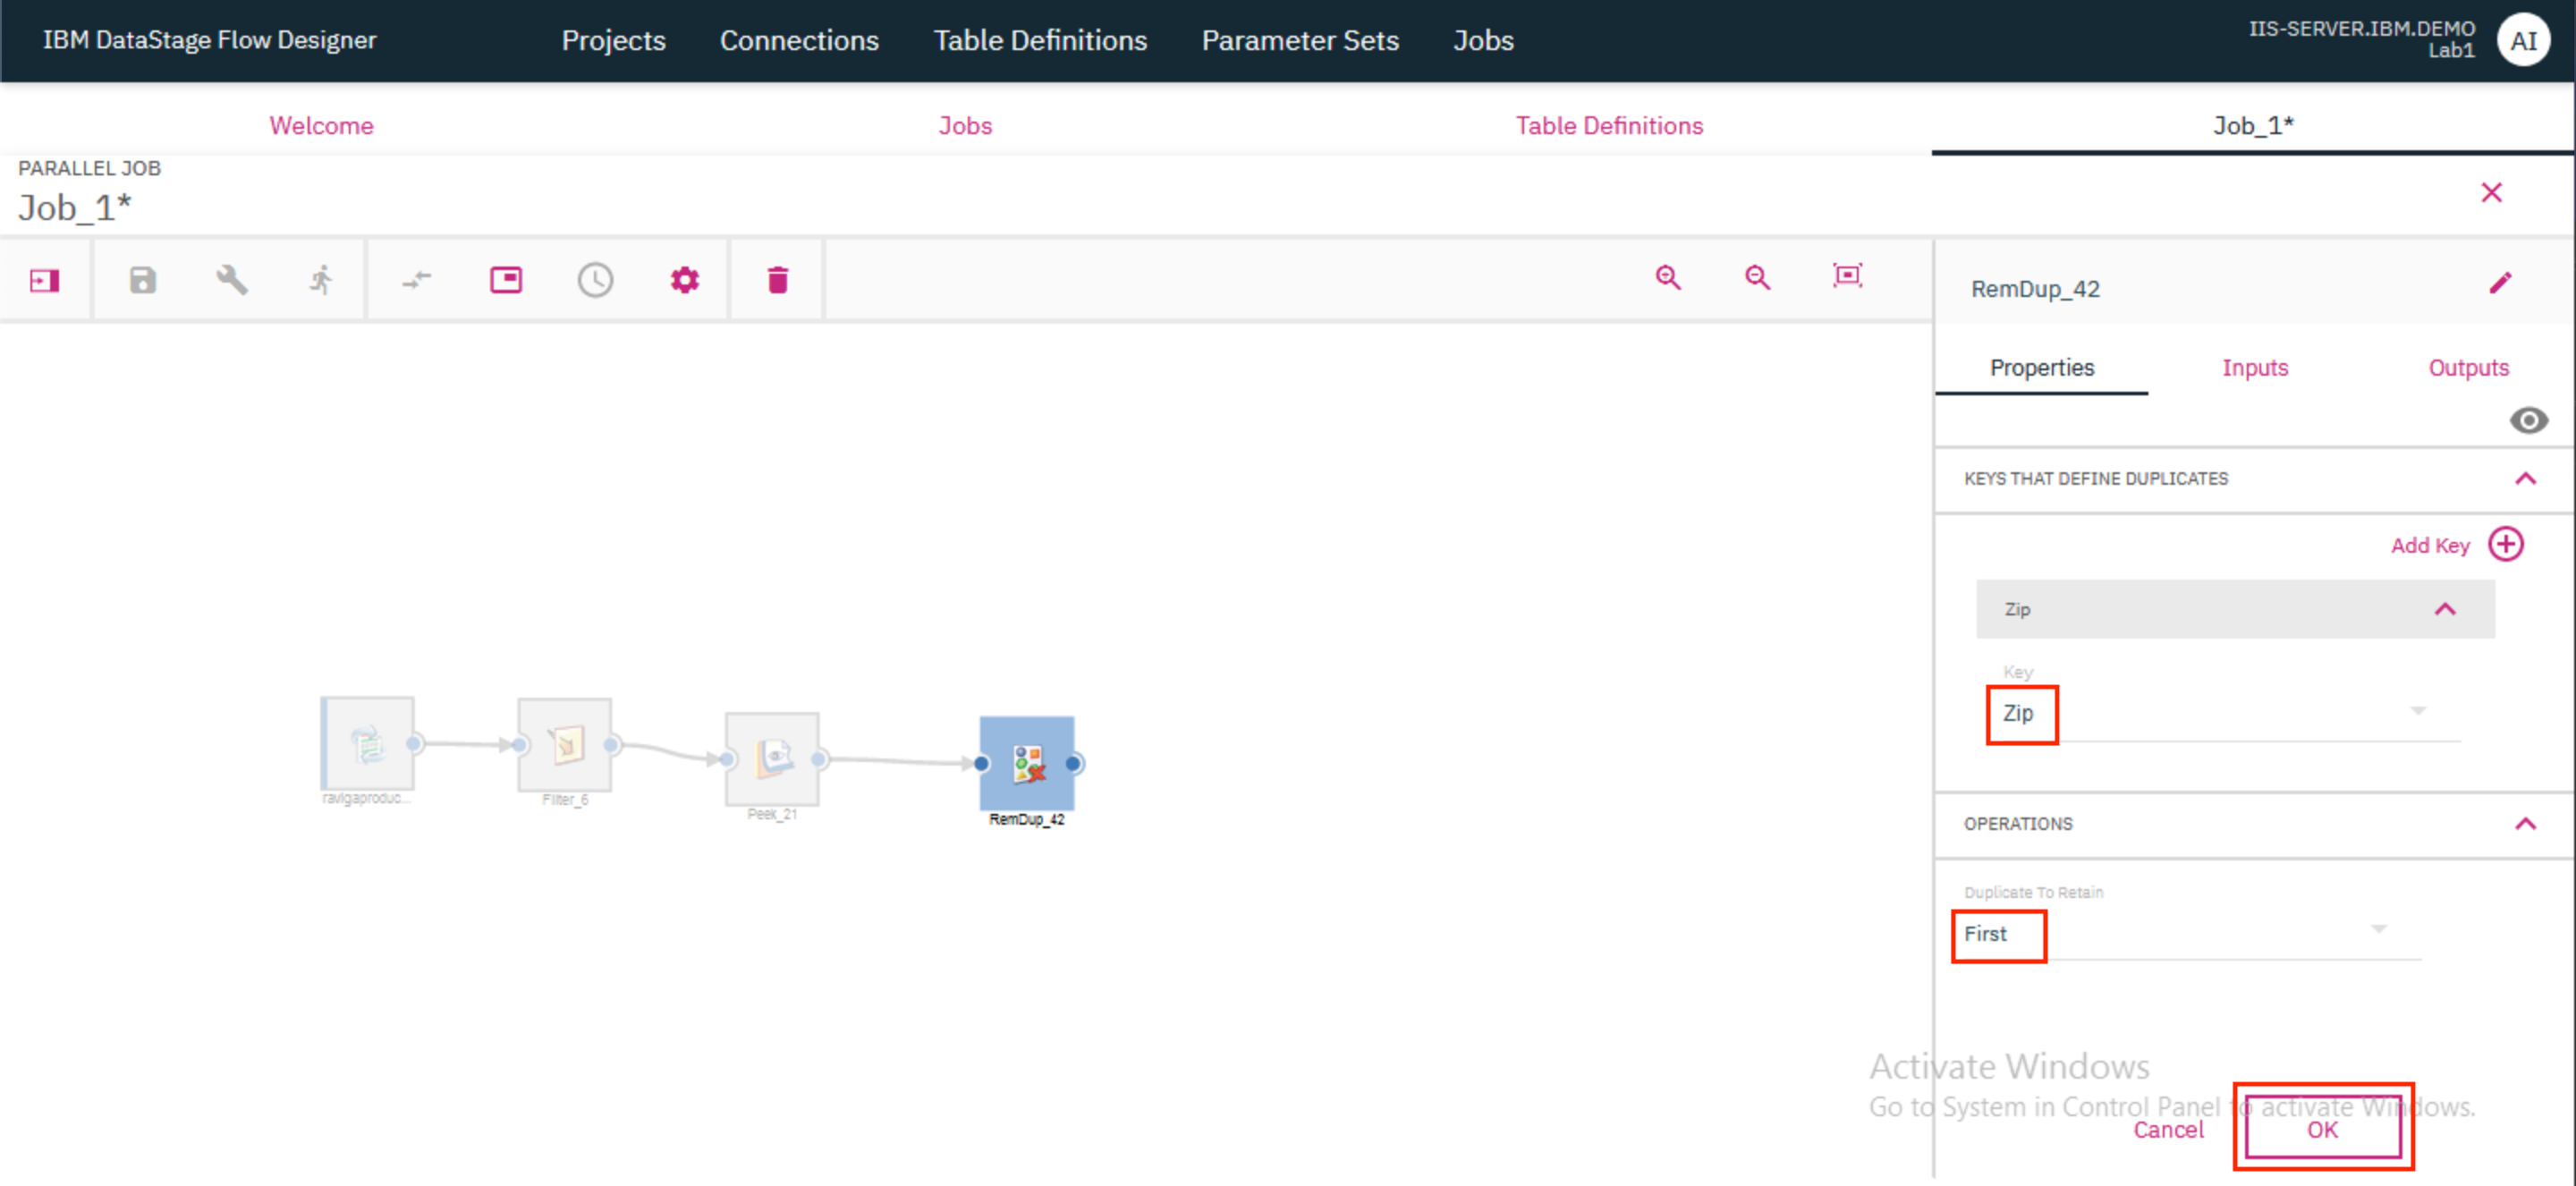 IBM DataStage Flow Designer
Projects
Connections
Table Definitions
Parameter Sets
Jobs
IIS-SERVER.IBM.DEMO
Lab1
AI
Welcome
Jobs
Table Definitions
Job_1*
PARALLEL JOB
Job_1*
RemDup_42
Properties
Inputs
Outputs
KEYS THAT DEFINE DUPLICATES
Add Key
Zip
Key
Zip
ravigaproduc...
Filter_6
Peek_21
RemDup_42
OPERATIONS
Duplicate To Retain
First
Activate Windows
Go to System in Control Panel to activate Windows.
Cancel
OK